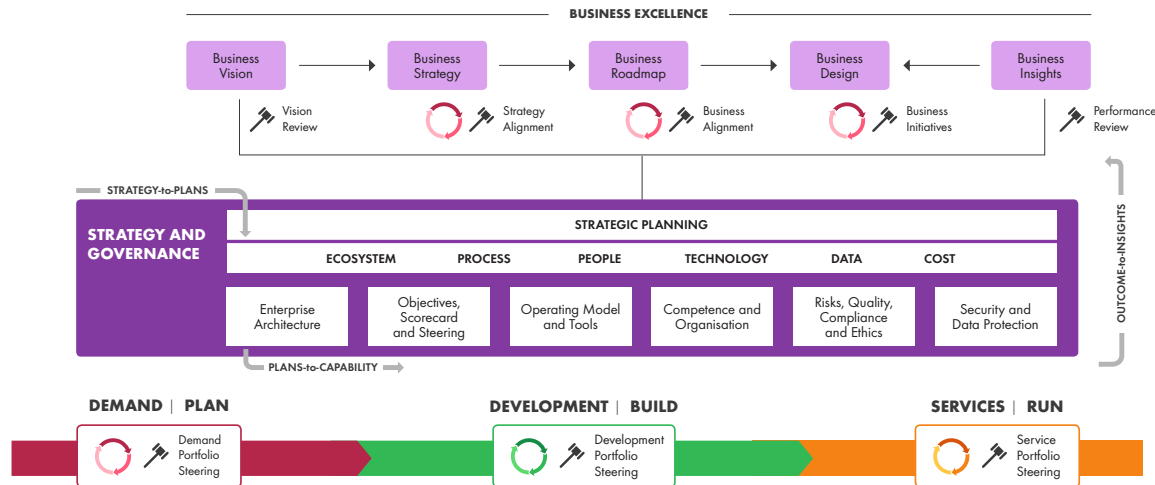 BUSINESS EXCELLENCE
Business
Vision
Business
Strategy
Business
Roadmap
Business
Design
Business
Insights
Vision
Review
Strategy
Alignment
Business
Alignment
Business
Initiatives
Performance
Review
STRATEGY-to-PLANS
STRATEGY AND
GOVERNANCE
STRATEGIC PLANNING
ECOSYSTEM PROCESS PEOPLE TECHNOLOGY DATA COST
Enterprise
Architecture
Objectives,
Scorecard
and Steering
Operating Model
and Tools
Competence and
Organisation
Risks, Quality,
Compliance
and Ethics
Security and
Data Protection
OUTCOME-to-INSIGHTS
PLANS-to-CAPABILITY
DEMAND | PLAN
Demand
Portfolio
Steering
DEVELOPMENT | BUILD
Development
Portfolio
Steering
SERVICES | RUN
Service
Portfolio
Steering